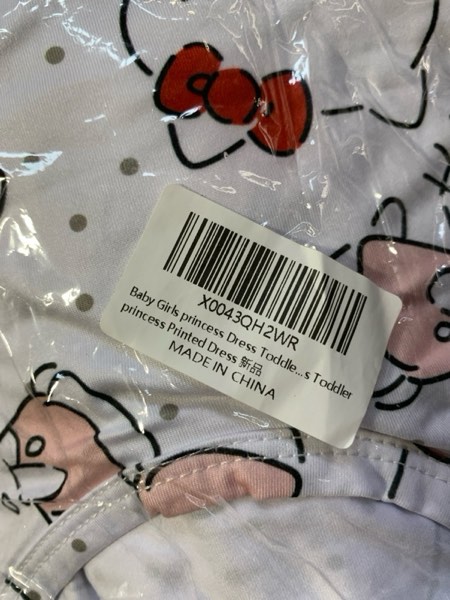 X0043QH2WR
Baby Girls princess Dress Toddle...s Toddler
princess Printed Dress 新品
MADE IN CHINA